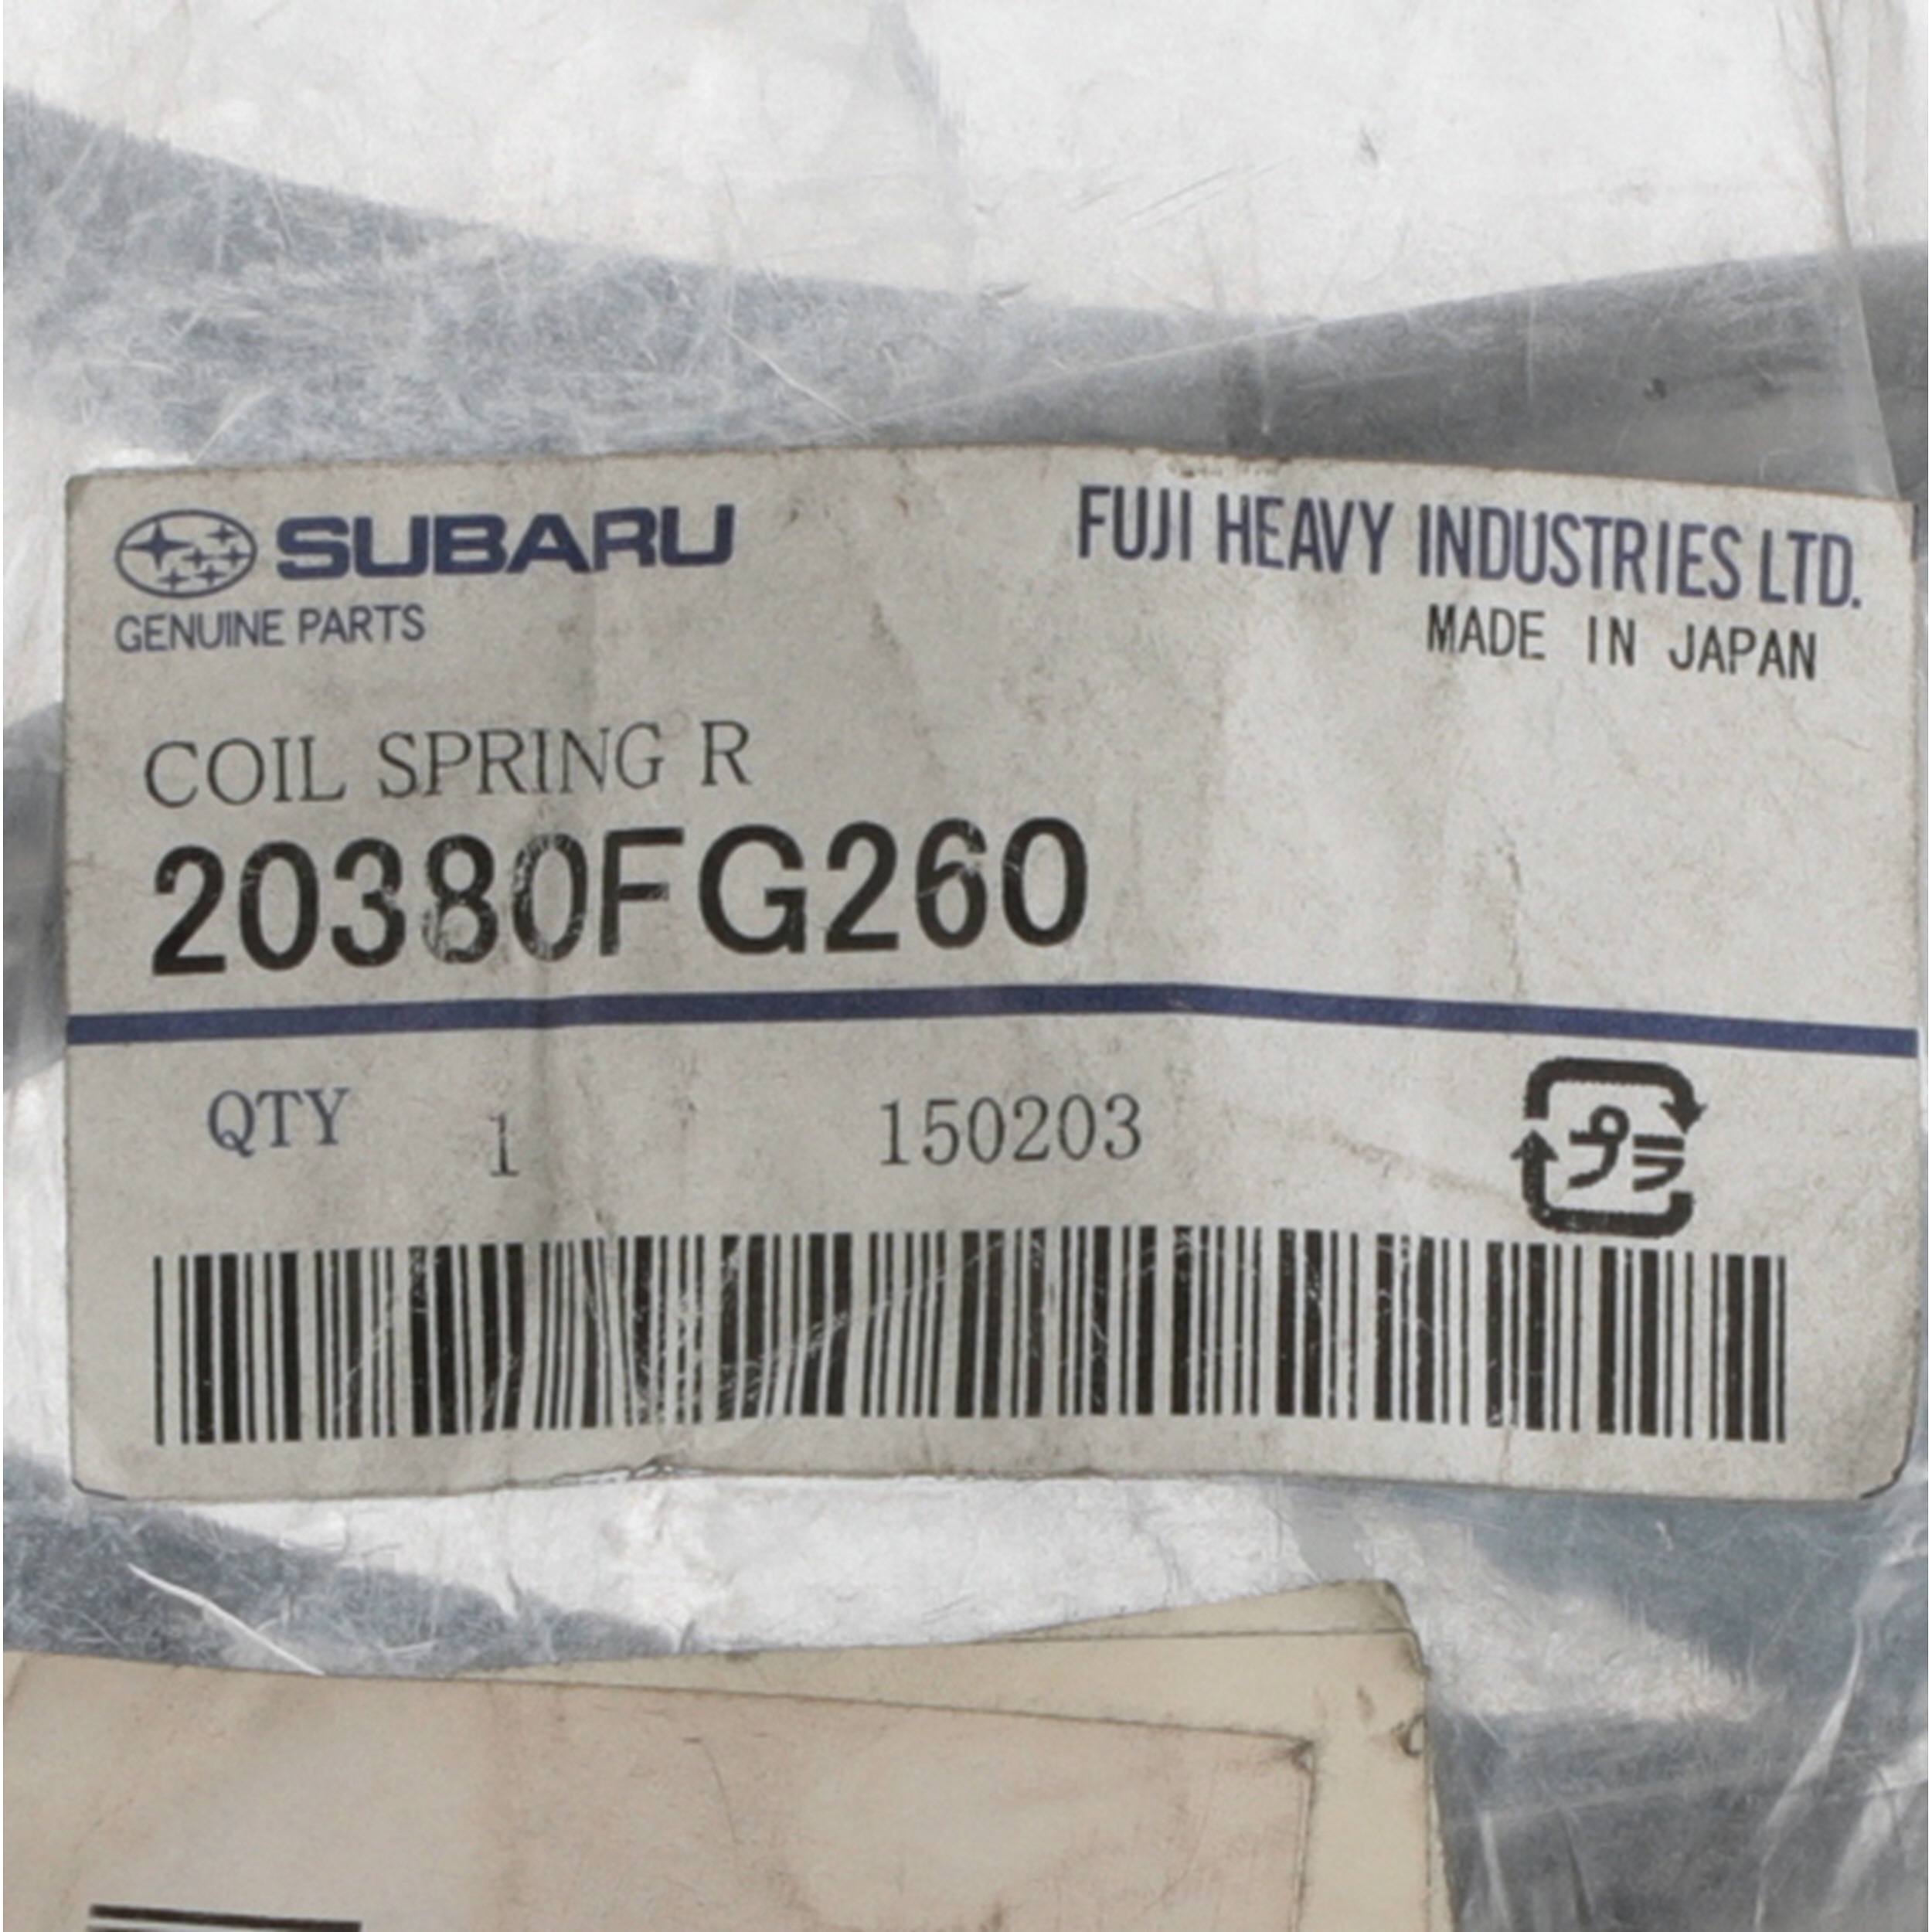 SUBARU
GENUINE PARTS
FUJI HEAVY INDUSTRIES LTD.
MADE IN JAPAN
COIL SPRING R
20380FG260
QTY 1 150203
プラ